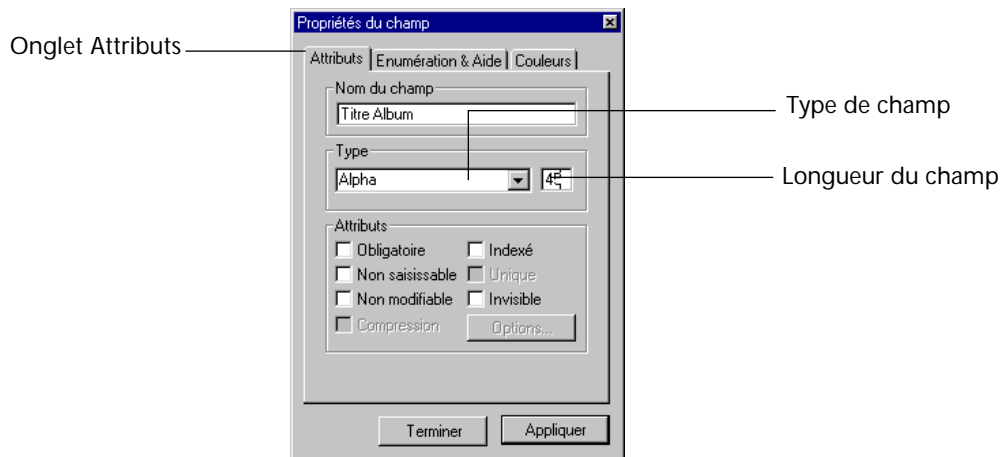 Propriétés du champ
Onglet Attributs
Attributs
Enumération & Aide
Couleurs
Nom du champ
Titre Album
Type de champ
Type
Alpha
Longueur du champ
Attributs
Obligatoire
Indexé
Non saisissable
Unique
Non modifiable
Invisible
Compression
Options...
Terminer
Appliquer